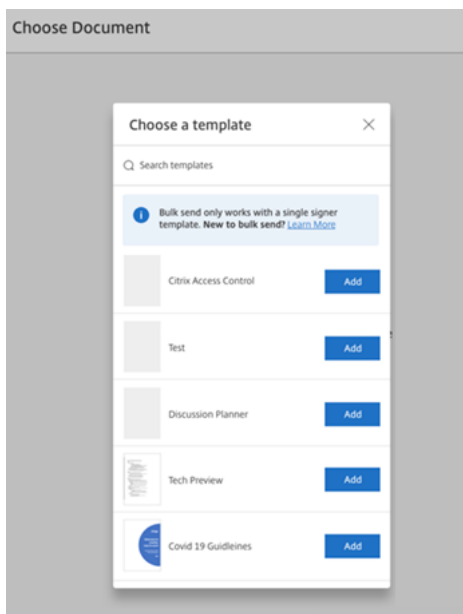 Choose Document
Choose a template
Search templates
Bulk send only works with a single signer
template. New to bulk send? Learn More
Citrix Access Control
Add
Test
Add
Discussion Planner
Add
Tech Preview
Add
Covid 19 Guidleines
Add